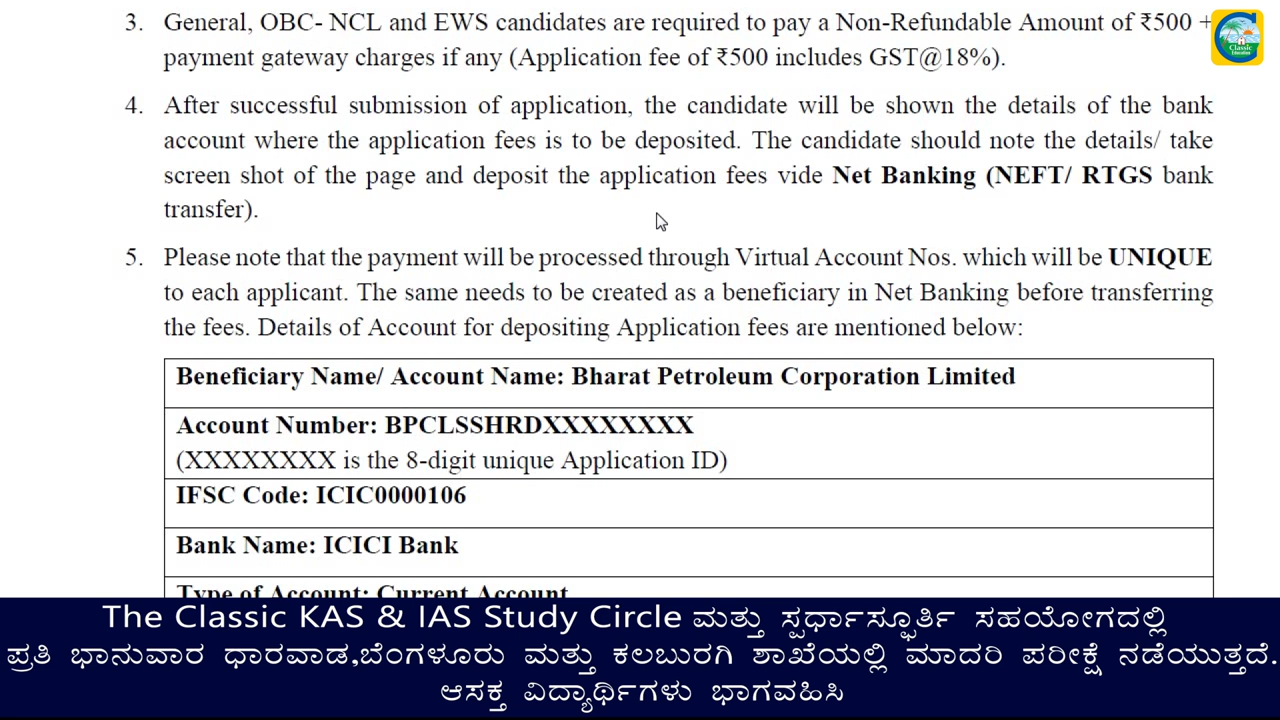 3. General, OBC- NCL and EWS candidates are required to pay a Non-Refundable Amount of ₹500 +
payment gateway charges if any (Application fee of ₹500 includes GST@18%).
4. After successful submission of application, the candidate will be shown the details of the bank
account where the application fees is to be deposited. The candidate should note the details/ take
screen shot of the page and deposit the application fees vide Net Banking (NEFT/ RTGS bank
transfer).
5. Please note that the payment will be processed through Virtual Account Nos. which will be UNIQUE
to each applicant. The same needs to be created as a beneficiary in Net Banking before transferring
the fees. Details of Account for depositing Application fees are mentioned below:
Beneficiary Name/ Account Name: Bharat Petroleum Corporation Limited
Account Number: BPCLSSHRDXXXXXXXX
(XXXXXXXX is the 8-digit unique Application ID)
IFSC Code: ICIC0000106
Bank Name: ICICI Bank
Type of Account: Current Account
The Classic KAS & IAS Study Circle ಮತ್ತು ಸ್ಪರ್ಧಾಸ್ಫೂರ್ತಿ ಸಹಯೋಗದಲ್ಲಿ
ಪ್ರತಿ ಭಾನುವಾರ ಧಾರವಾಡ,ಬೆಂಗಳೂರು ಮತ್ತು ಕಲಬುರಗಿ ಶಾಖೆಯಲ್ಲಿ ಮಾದರಿ ಪರೀಕ್ಷೆ ನಡೆಯುತ್ತದೆ.
ಆಸಕ್ತ ವಿದ್ಯಾರ್ಥಿಗಳು ಭಾಗವಹಿಸಿ
Classic
Education